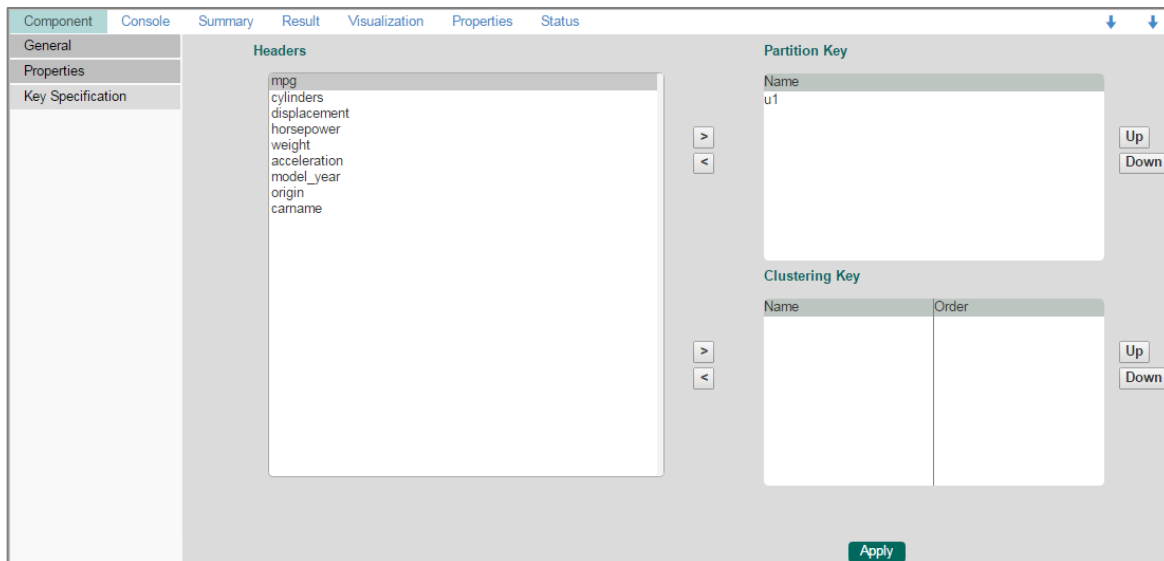 Component Console Summary Result Visualization Properties Status
General
Properties
Key Specification
Headers
mpg
cylinders
displacement
horsepower
weight
acceleration
model_year
origin
carname
>
<
>
<
Partition Key
Name
u1
Up
Down
Clustering Key
Name Order
Up
Down
Apply